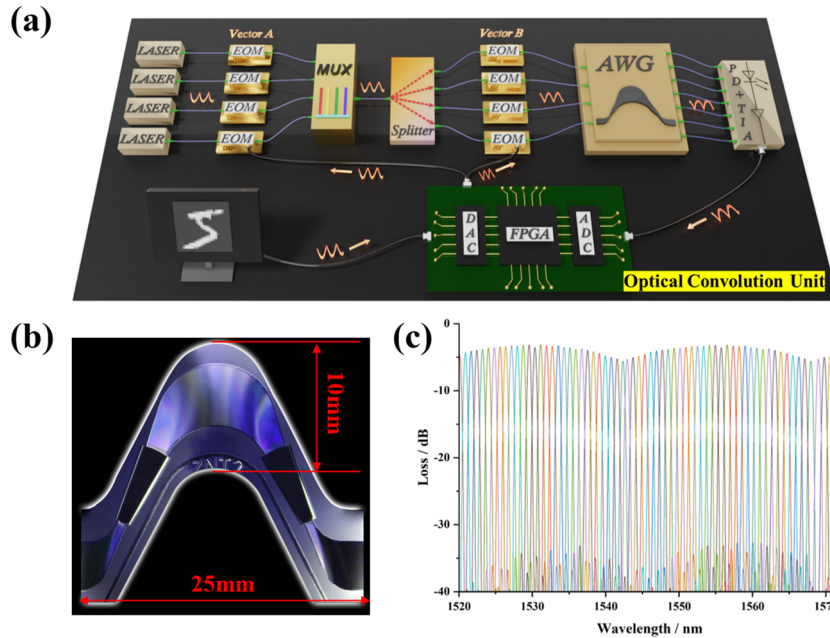 (a)
Vector A
Vector B
LASER
EOM
EOM
LASER
EOM
MUX
EOM
AWG
P D + T I A
LASER
EOM
Splitter
EOM
LASER
EOM
EOM
DAC
FPGA
ADC
Optical Convolution Unit
(b)
10mm
25mm
(c)
Loss / dB
0
-10
-20
-30
-40
1520
1530
1540
1550
1560
Wavelength / nm